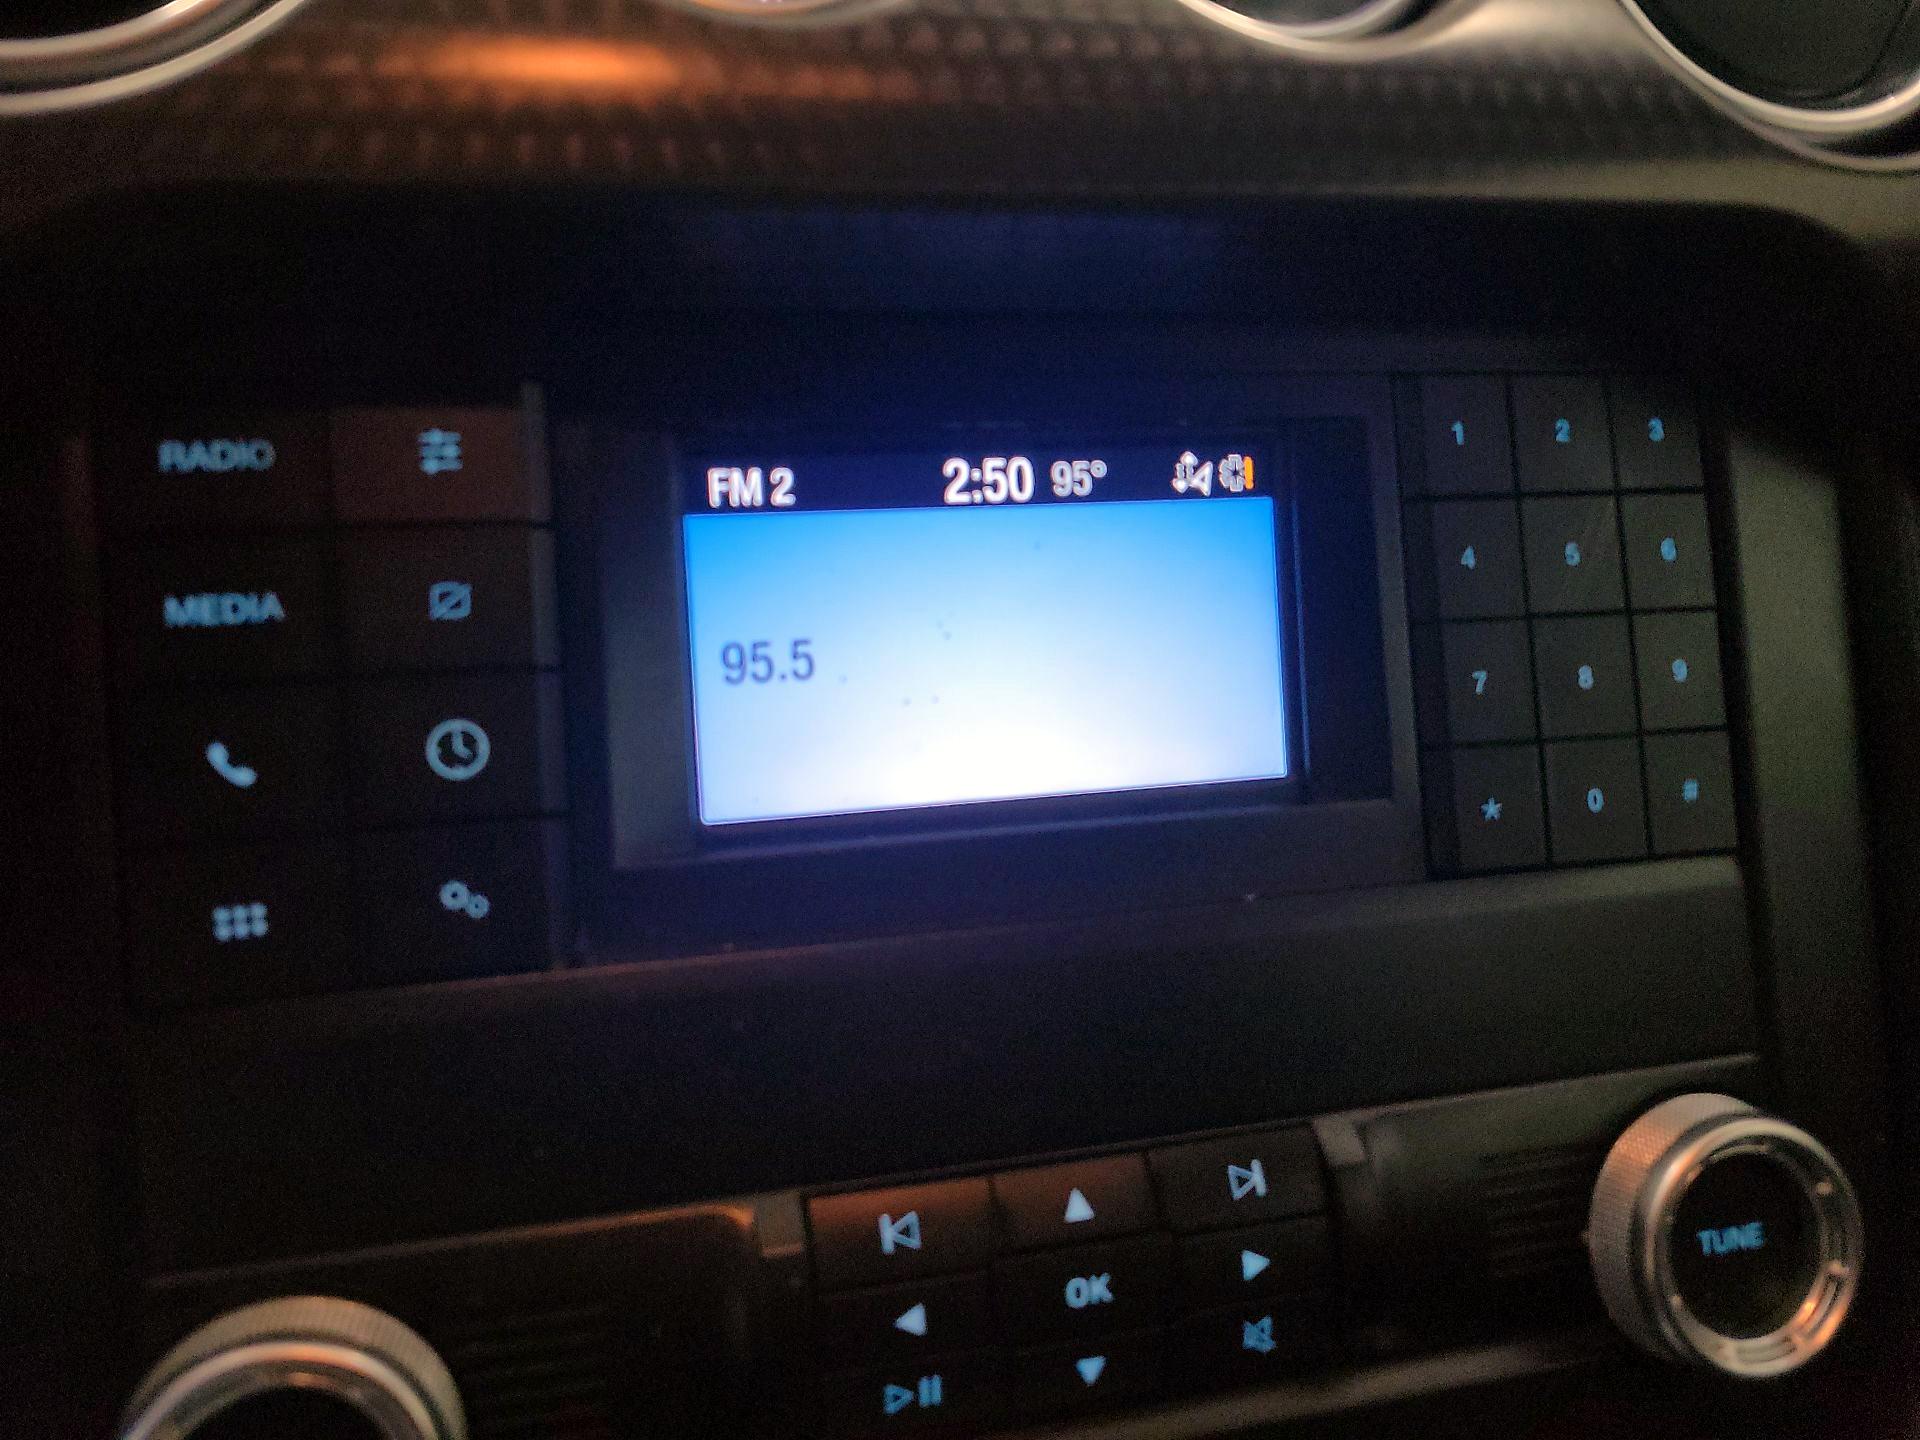 FM 2 2:50 95°
95.5
RADIO
MEDIA
1 2 3
4 5 6
7 8 9
* 0 #
OK
TUNE